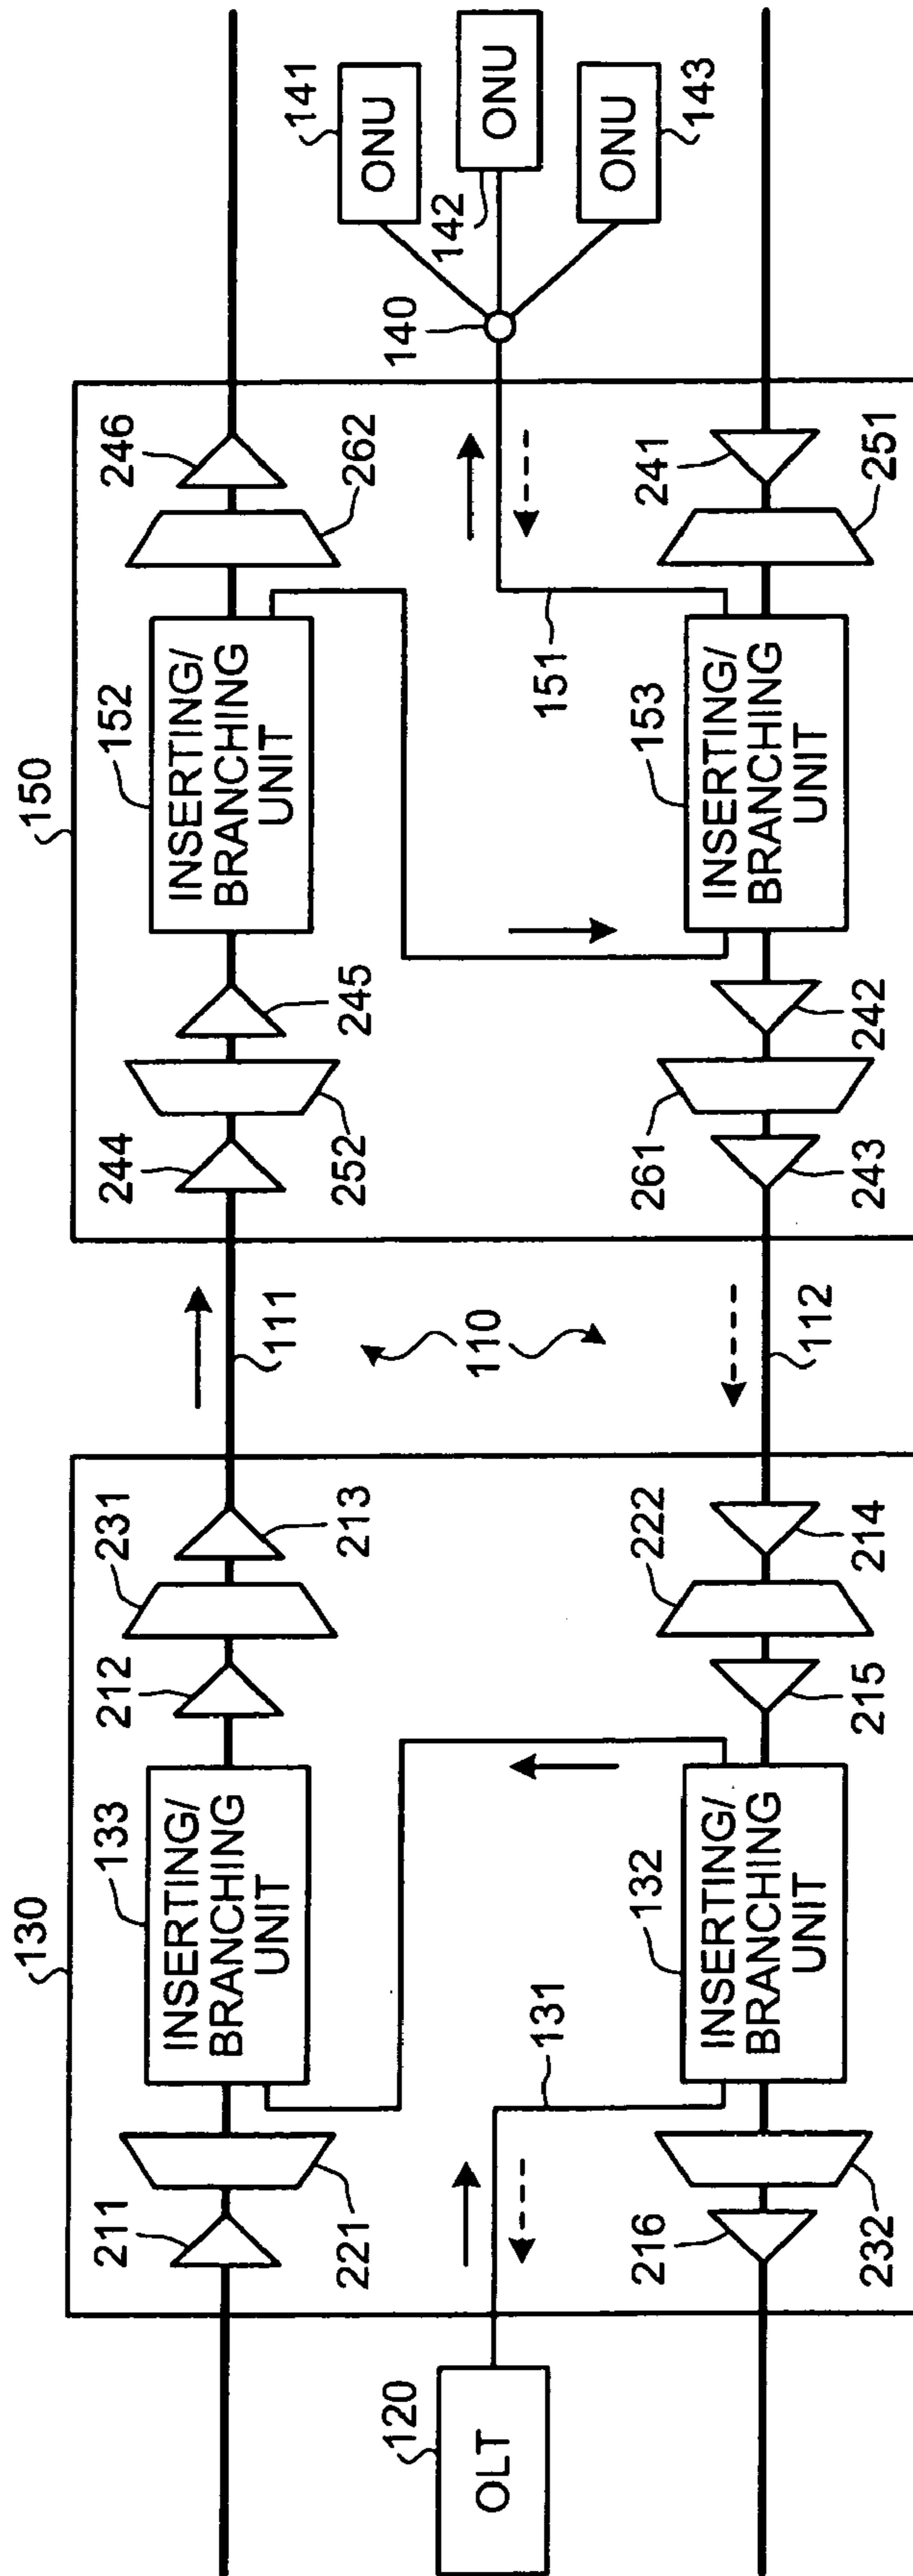 130
150
211
221
133
INSERTING/
BRANCHING
UNIT
212
231
213
111
244
252
245
152
INSERTING/
BRANCHING
UNIT
262
246
120
OLT
131
110
151
140
141
ONU
142
ONU
143
ONU
216
232
132
INSERTING/
BRANCHING
UNIT
215
222
214
112
261
243
242
153
INSERTING/
BRANCHING
UNIT
241
251